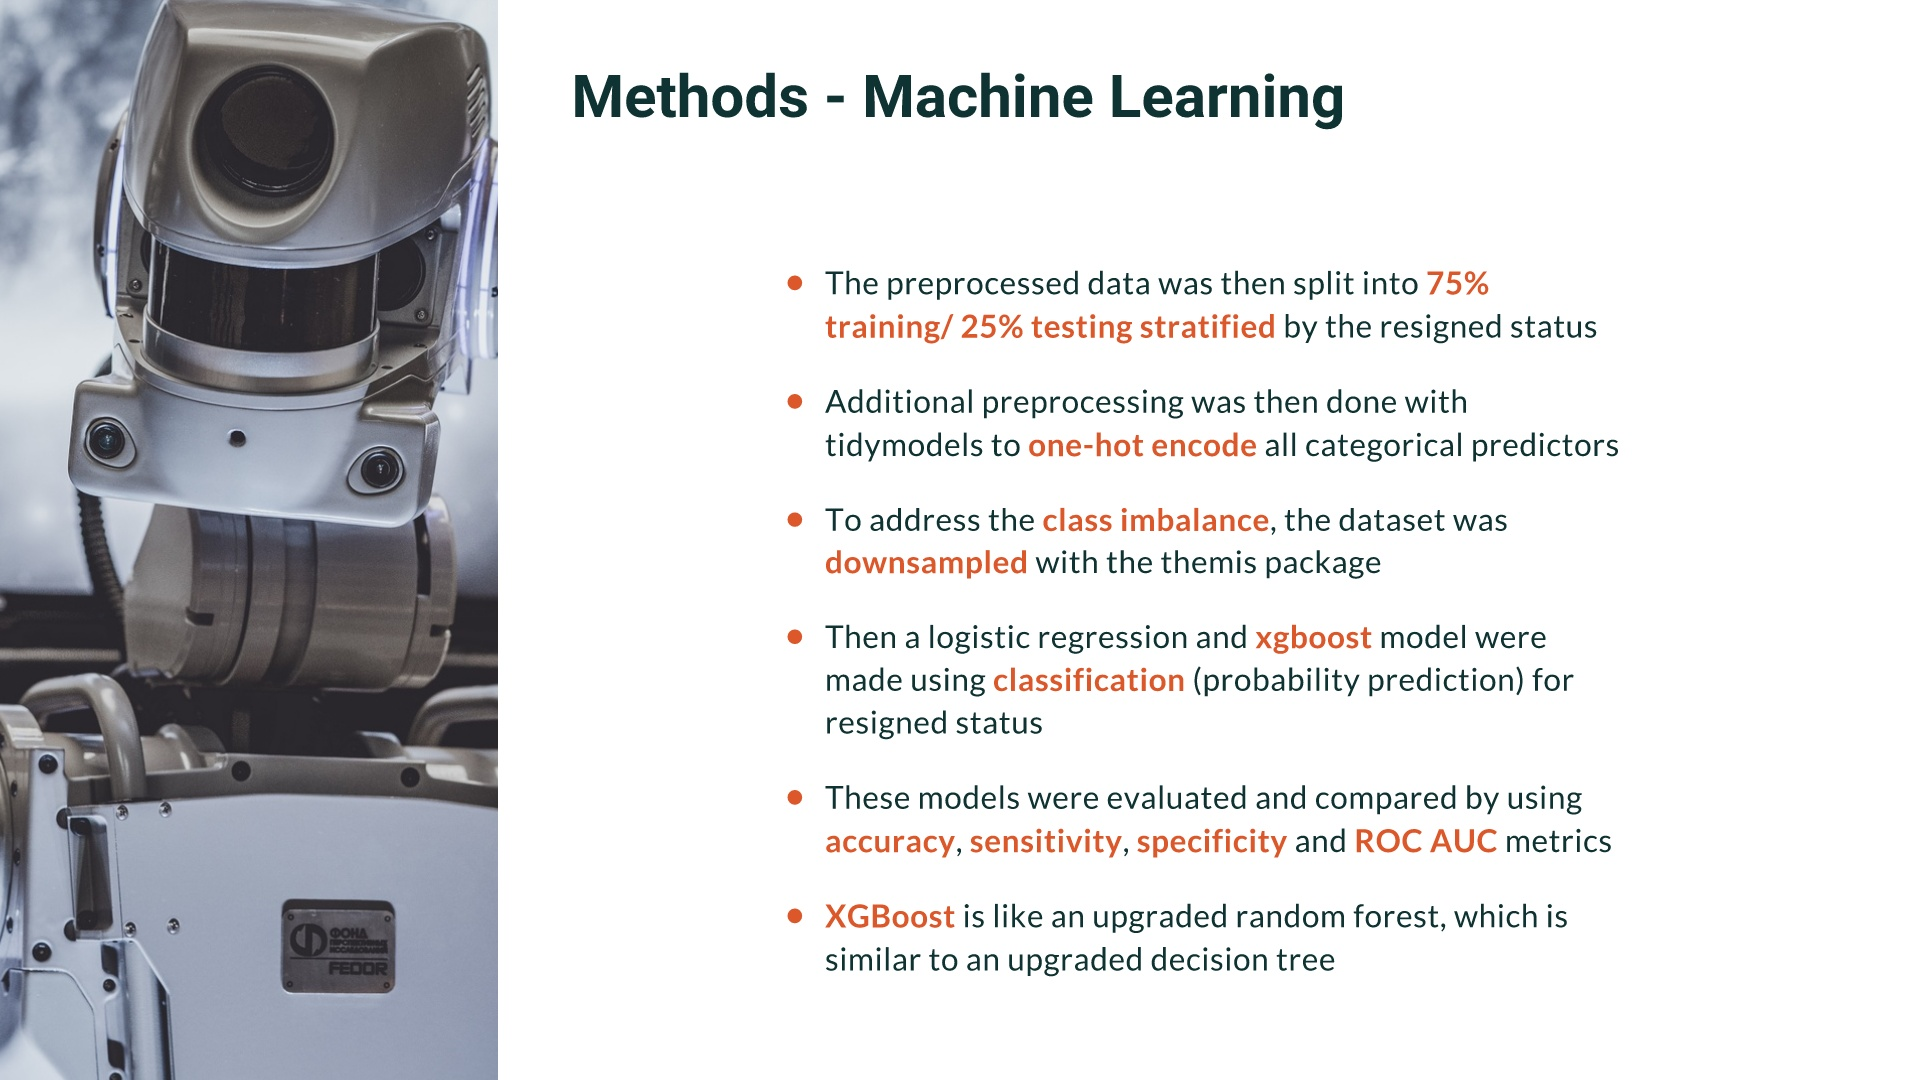 Methods - Machine Learning
● The preprocessed data was then split into 75%
training/ 25% testing stratified by the resigned status
● Additional preprocessing was then done with
tidymodels to one-hot encode all categorical predictors
● To address the class imbalance, the dataset was
downsampled with the themis package
● Then a logistic regression and xgboost model were
made using classification (probability prediction) for
resigned status
● These models were evaluated and compared by using
accuracy, sensitivity, specificity and ROC AUC metrics
● XGBoost is like an upgraded random forest, which is
similar to an upgraded decision tree
ФОНД
ПЕРСПЕКТИВНЫХ
ИССЛЕДОВАНИЙ
FEDOR